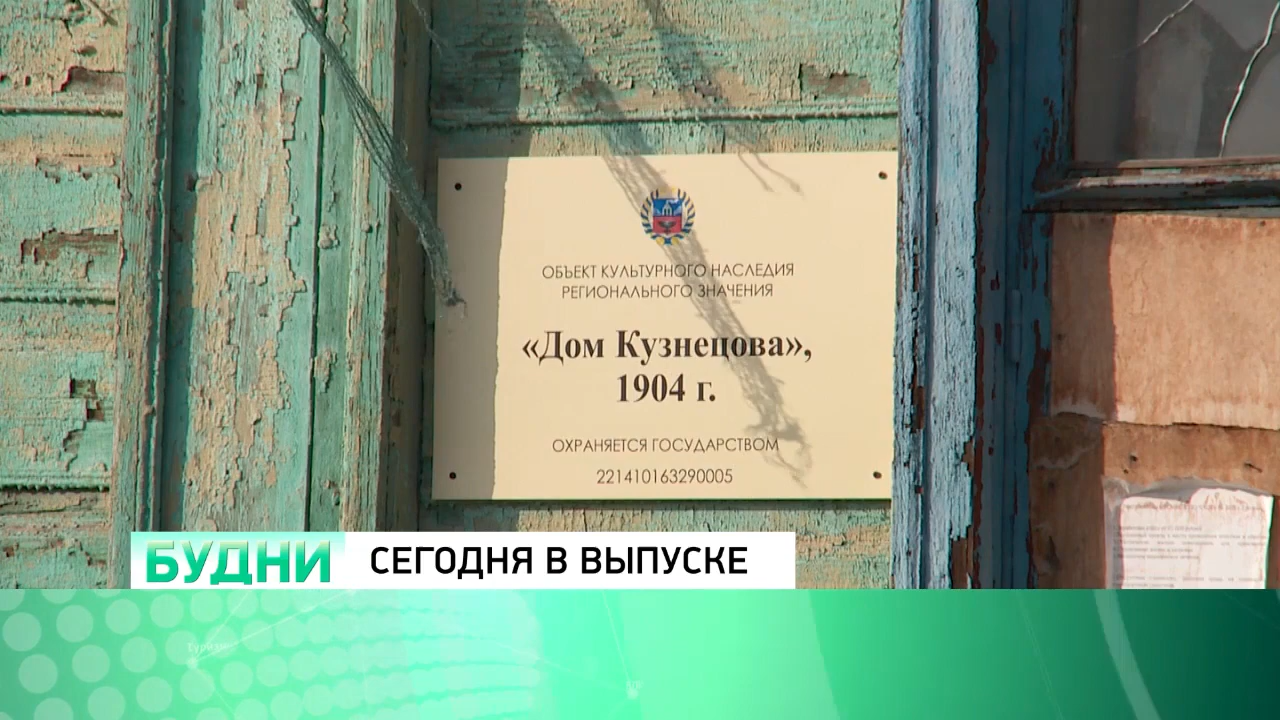 ОБЪЕКТ КУЛЬТУРНОГО НАСЛЕДИЯ
РЕГИОНАЛЬНОГО ЗНАЧЕНИЯ
«Дом Кузнецова»,
1904 г.
ОХРАНЯЕТСЯ ГОСУДАРСТВОМ
221410163290005
БУДНИ СЕГОДНЯ В ВЫПУСКЕ